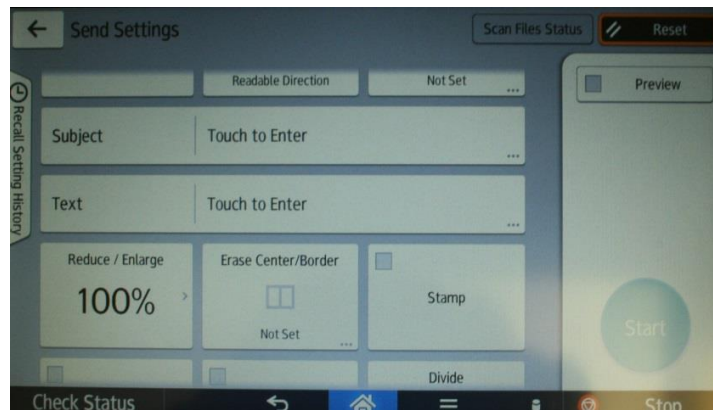 Send Settings
Scan Files Status
Reset
Recall Setting History
Readable Direction
Not Set
Preview
Subject
Touch to Enter
Text
Touch to Enter
Reduce / Enlarge
100%
Erase Center/Border
Not Set
Stamp
Start
Divide
Check Status
Stop